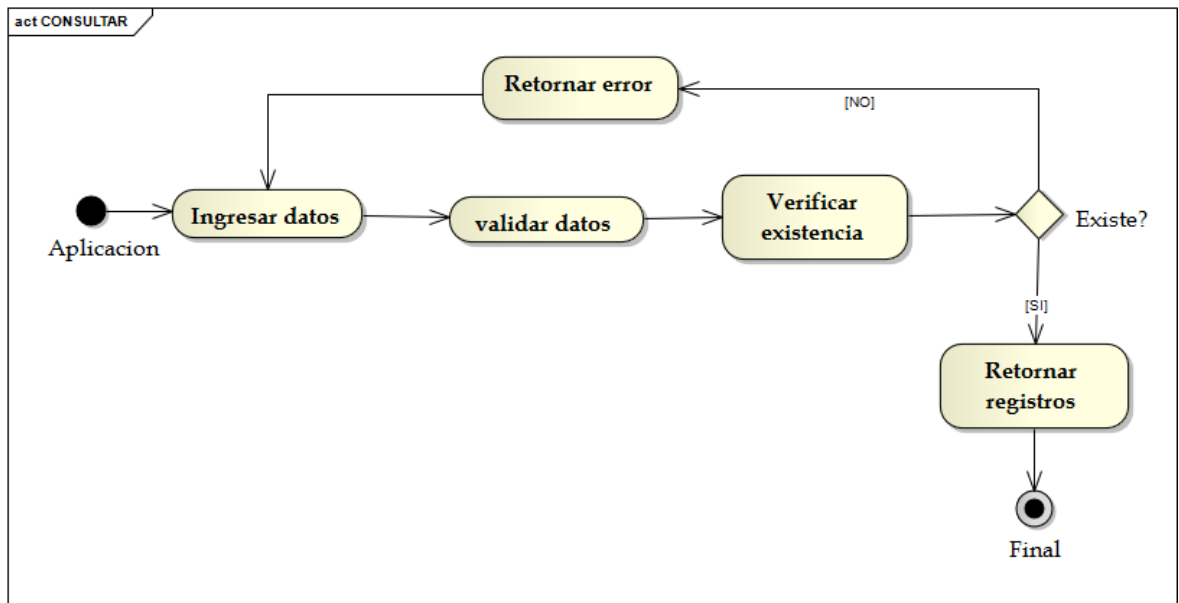 act CONSULTAR
Retornar error
[NO]
Ingresar datos
validar datos
Verificar
existencia
Existe?
Aplicacion
[SI]
Retornar
registros
Final